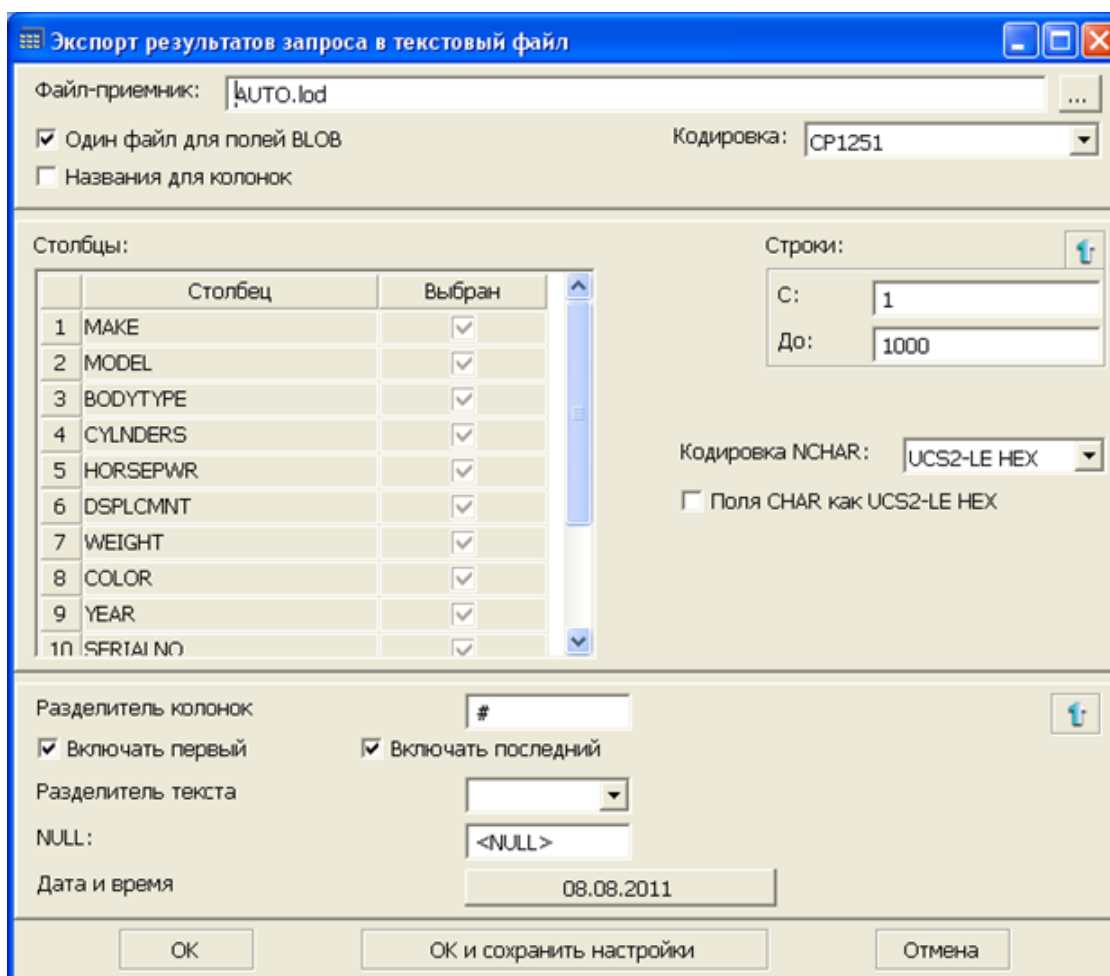 Экспорт результатов запроса в текстовый файл
Файл-приемник: AUTO.lod ...
Один файл для полей BLOB Кодировка: CP1251
Названия для колонок
Столбцы: Строки:
Столбец Выбран
С: 1
1 MAKE
До: 1000
2 MODEL
3 BODYTYPE
4 CYLNDERS
Кодировка NCHAR: UCS2-LE HEX
5 HORSEPWR
6 DSPLCMNT
Поля CHAR как UCS2-LE HEX
7 WEIGHT
8 COLOR
9 YEAR
10 SERIALNO
Разделитель колонок #
Включать первый Включать последний
Разделитель текста
NULL: <NULL>
Дата и время 08.08.2011
OK OK и сохранить настройки Отмена